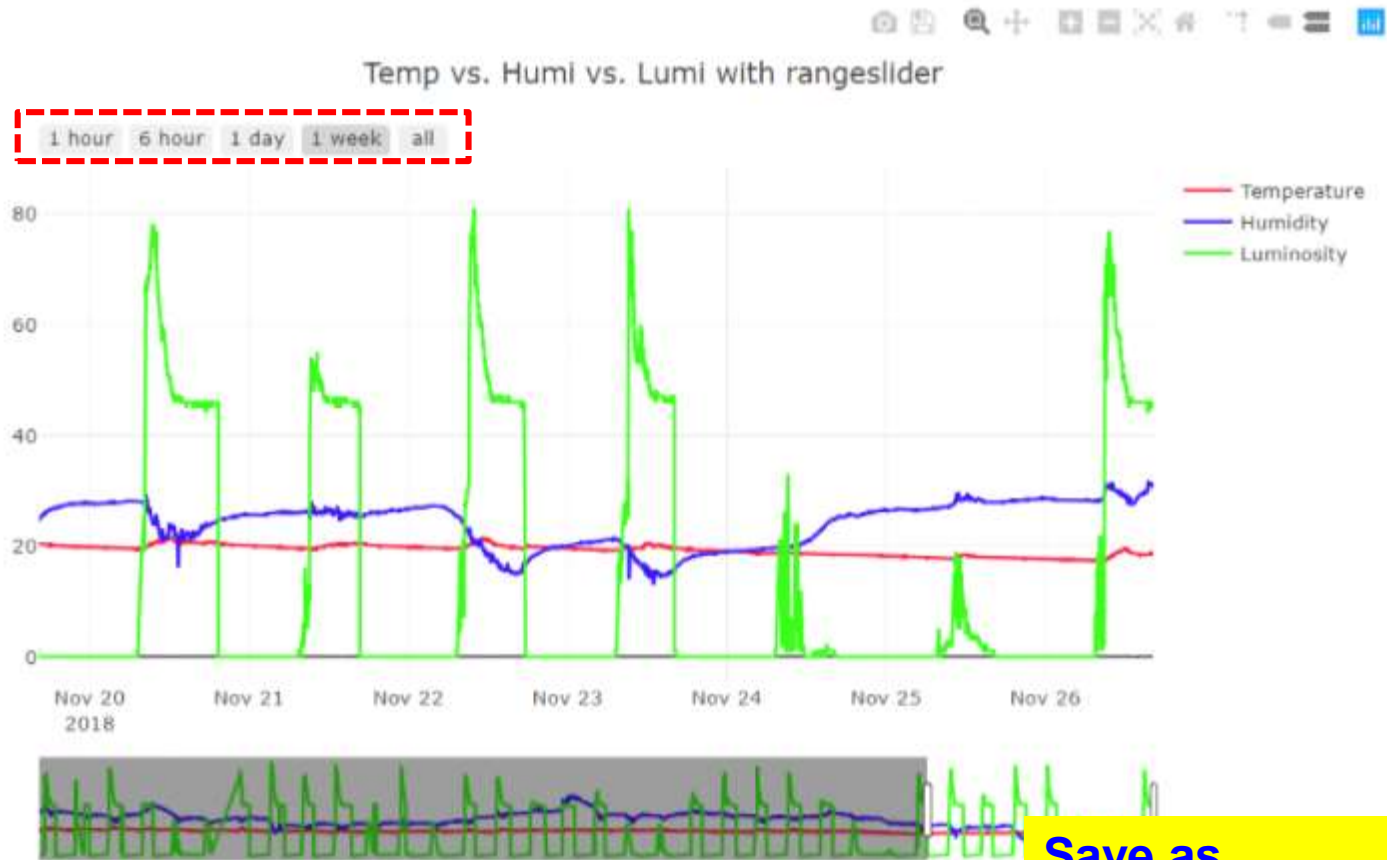 Temp vs. Humi vs. Lumi with rangeslider
1 hour 6 hour 1 day 1 week all
Temperature
Humidity
Luminosity
80
60
40
20
0
Nov 20 Nov 21 Nov 22 Nov 23 Nov 24 Nov 25 Nov 26
2018
Save as